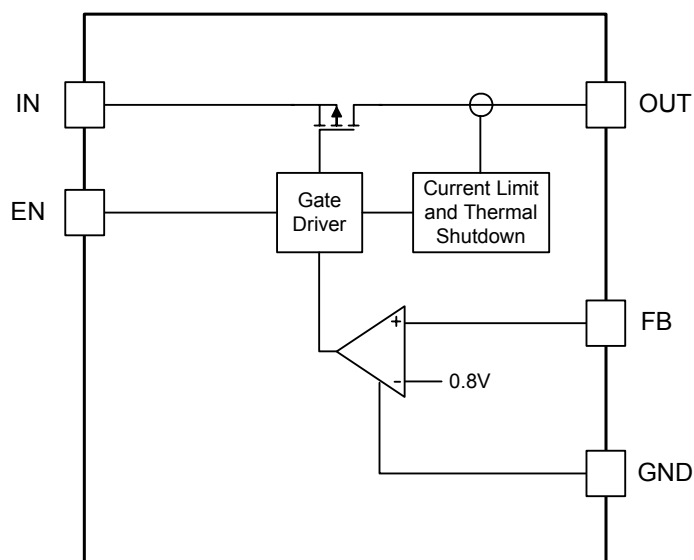 IN
OUT
EN
Gate
Driver
Current Limit
and Thermal
Shutdown
+
FB
-
0.8V
GND